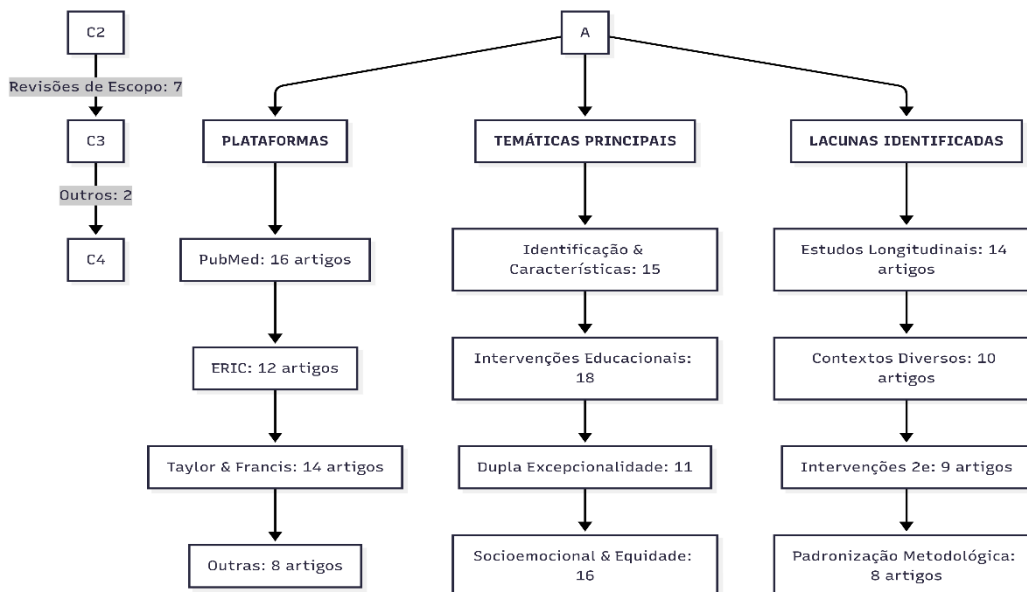 C2
Revisões de Escopo: 7
C3
Outros: 2
C4
A
PLATAFORMAS
PubMed: 16 artigos
ERIC: 12 artigos
Taylor & Francis: 14 artigos
Outras: 8 artigos
TEMÁTICAS PRINCIPAIS
Identificação &
Características: 15
Intervenções Educacionais:
18
Dupla Excepcionalidade: 11
Socioemocional & Equidade:
16
LACUNAS IDENTIFICADAS
Estudos Longitudinais: 14
artigos
Contextos Diversos: 10
artigos
Intervenções 2e: 9 artigos
Padronização Metodológica:
8 artigos